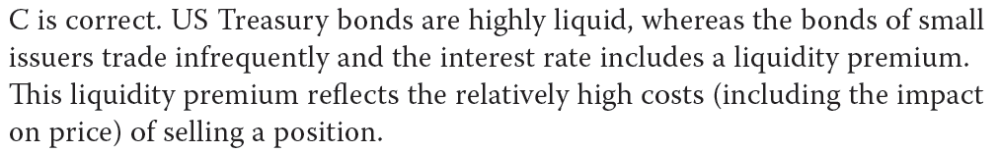 C is correct. US Treasury bonds are highly liquid, whereas the bonds of small
issuers trade infrequently and the interest rate includes a liquidity premium.
This liquidity premium reflects the relatively high costs (including the impact
on price) of selling a position.